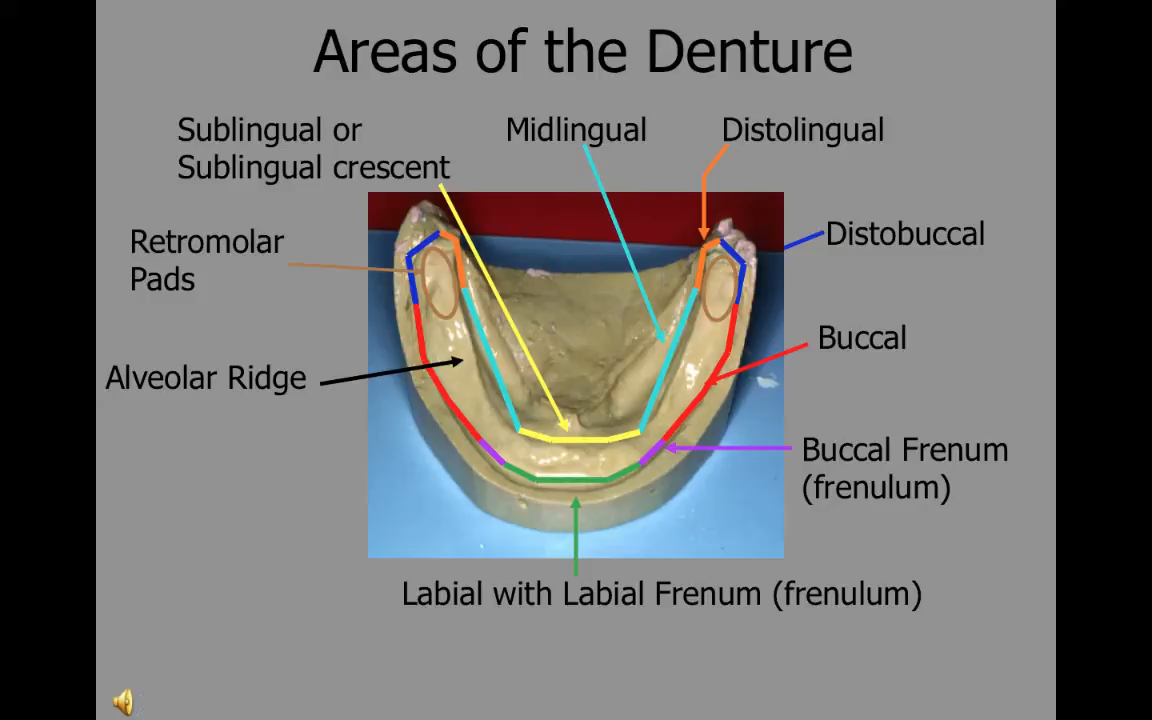 Areas of the Denture
Sublingual or
Sublingual crescent
Midlingual
Distolingual
Retromolar
Pads
Distobuccal
Alveolar Ridge
Buccal
Buccal Frenum
(frenulum)
Labial with Labial Frenum (frenulum)